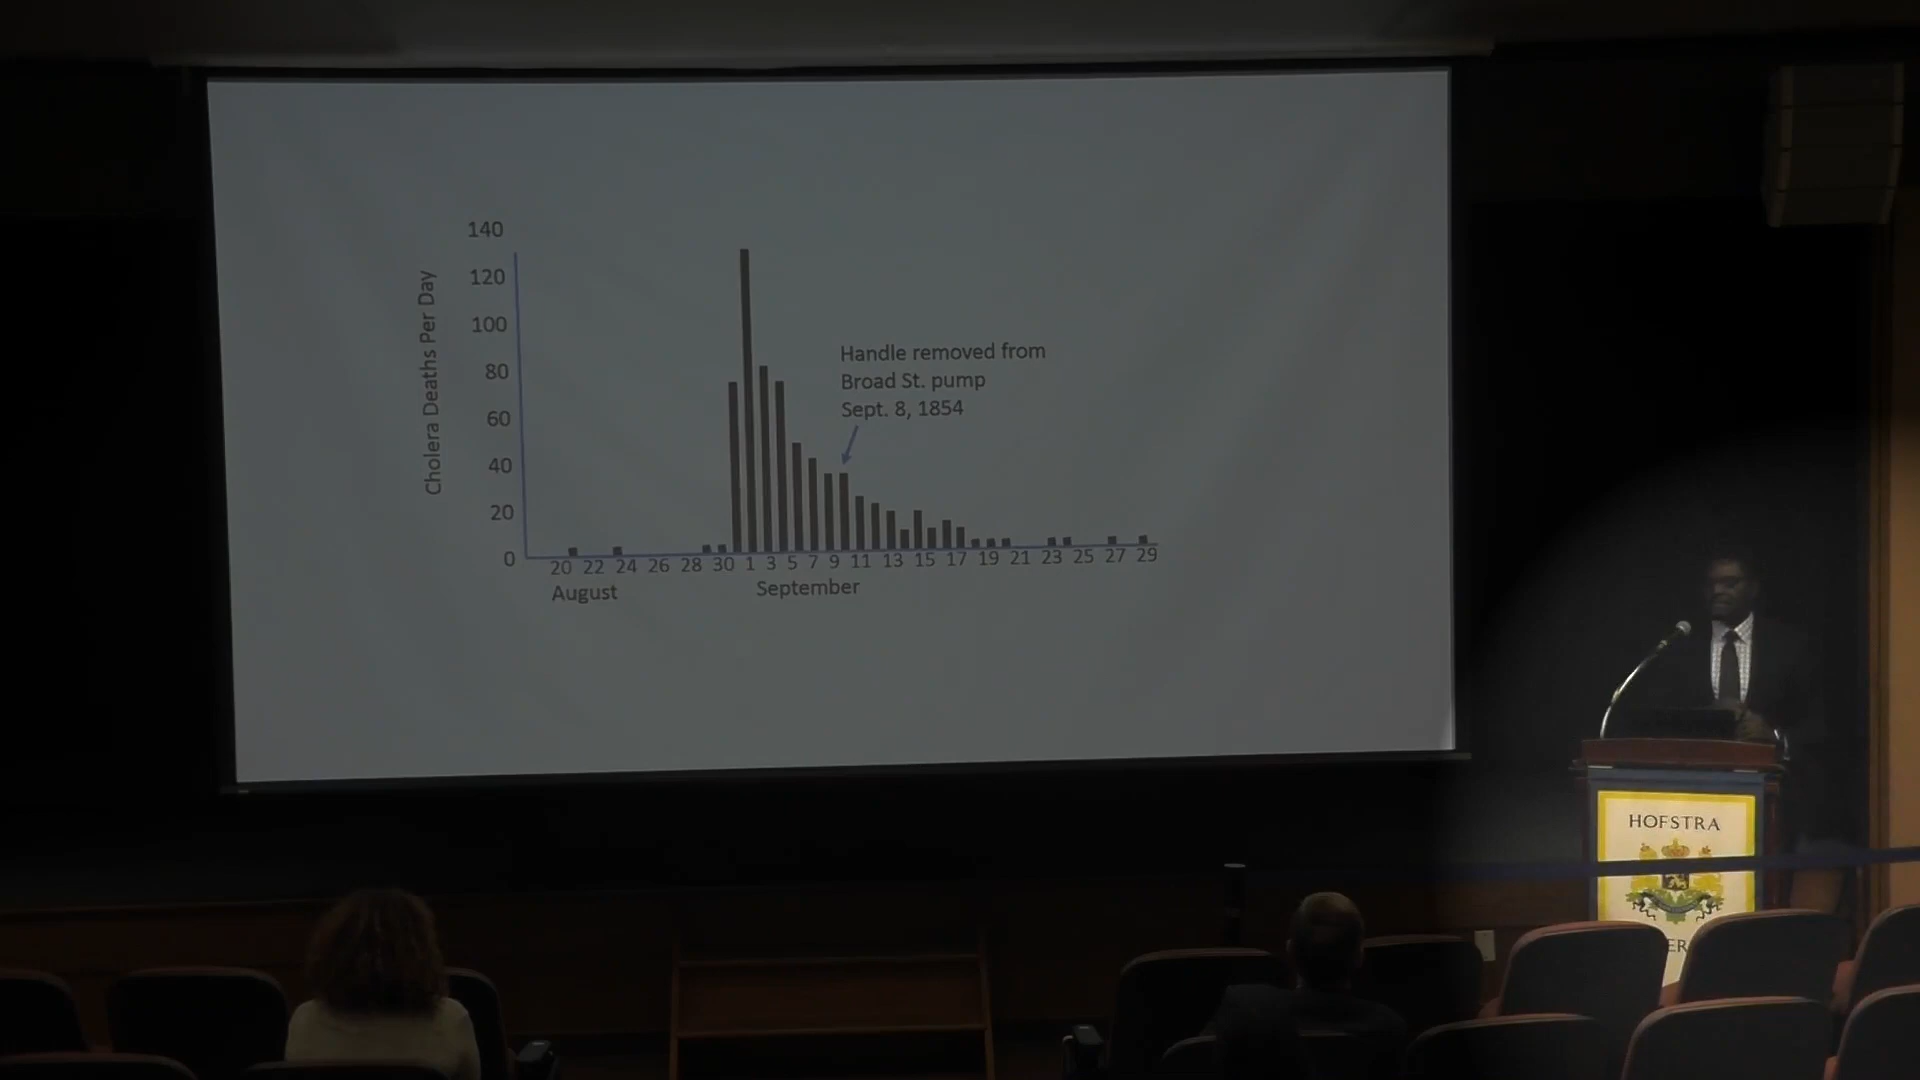 140
120
100
80
60
40
20
0
Cholera Deaths Per Day
Handle removed from
Broad St. pump
Sept. 8, 1854
20 22 24 26 28 30 1 3 5 7 9 11 13 15 17 19 21 23 25 27 29
August September
HOFSTRA
ER